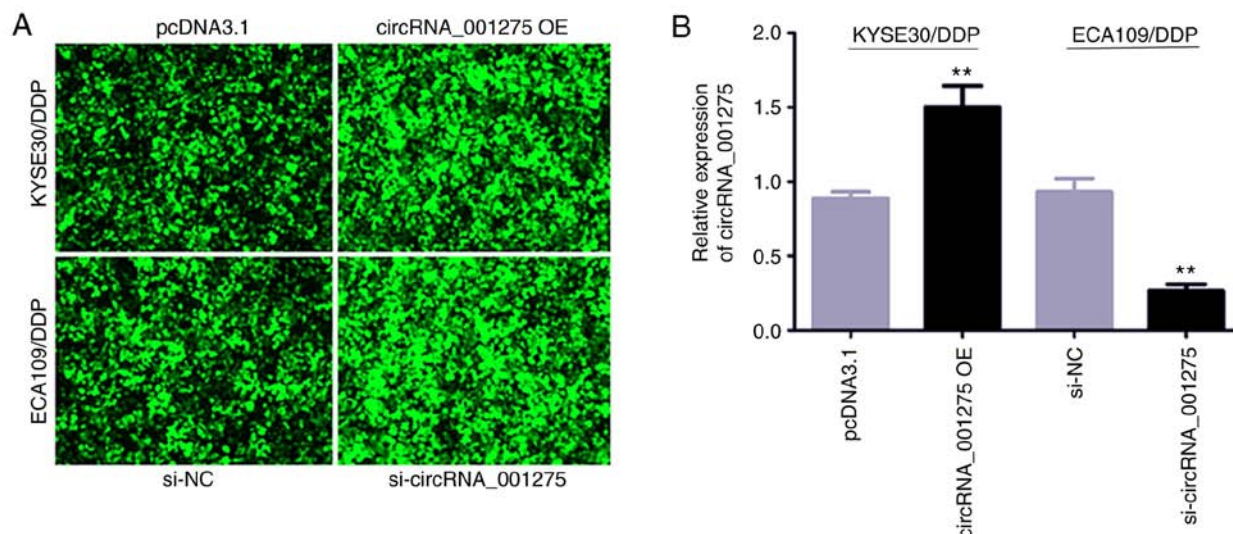 A
pcDNA3.1
circRNA_001275 OE
KYSE30/DDP
ECA109/DDP
si-NC
si-circRNA_001275
B
KYSE30/DDP
ECA109/DDP
Relative expression
of circRNA_001275
2.0
1.5
1.0
0.5
0.0
**
**
pcDNA3.1
circRNA_001275 OE
si-NC
si-circRNA_001275